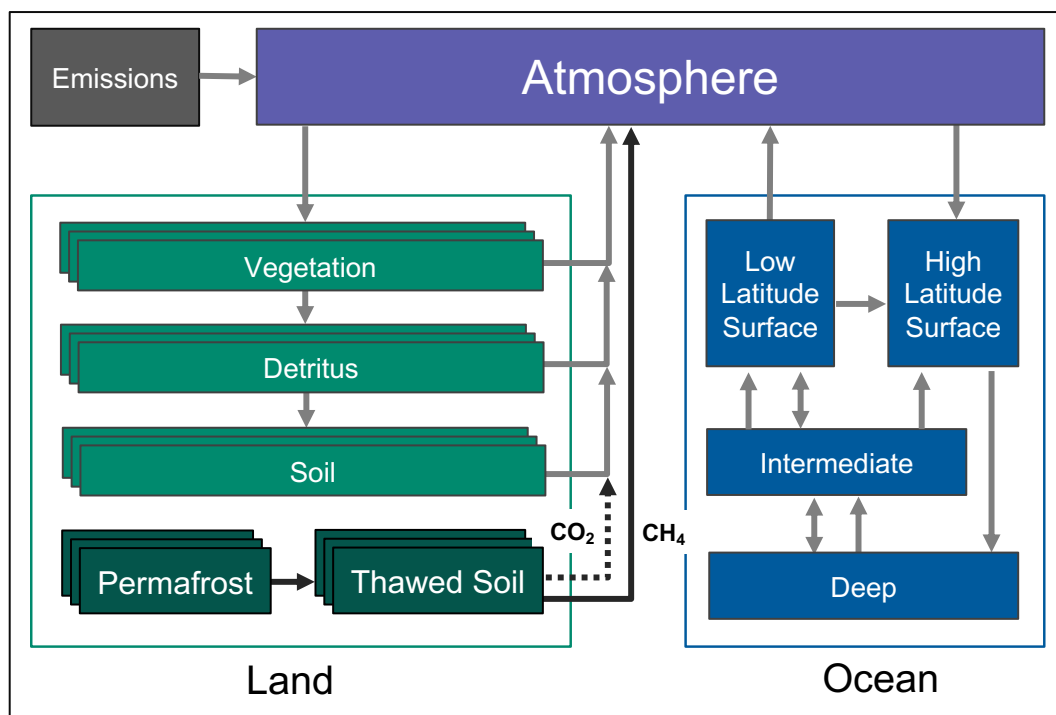 Emissions
Atmosphere
Vegetation
Detritus
Soil
Permafrost
Thawed Soil
CO₂
CH₄
Land
Low
Latitude
Surface
High
Latitude
Surface
Intermediate
Deep
Ocean